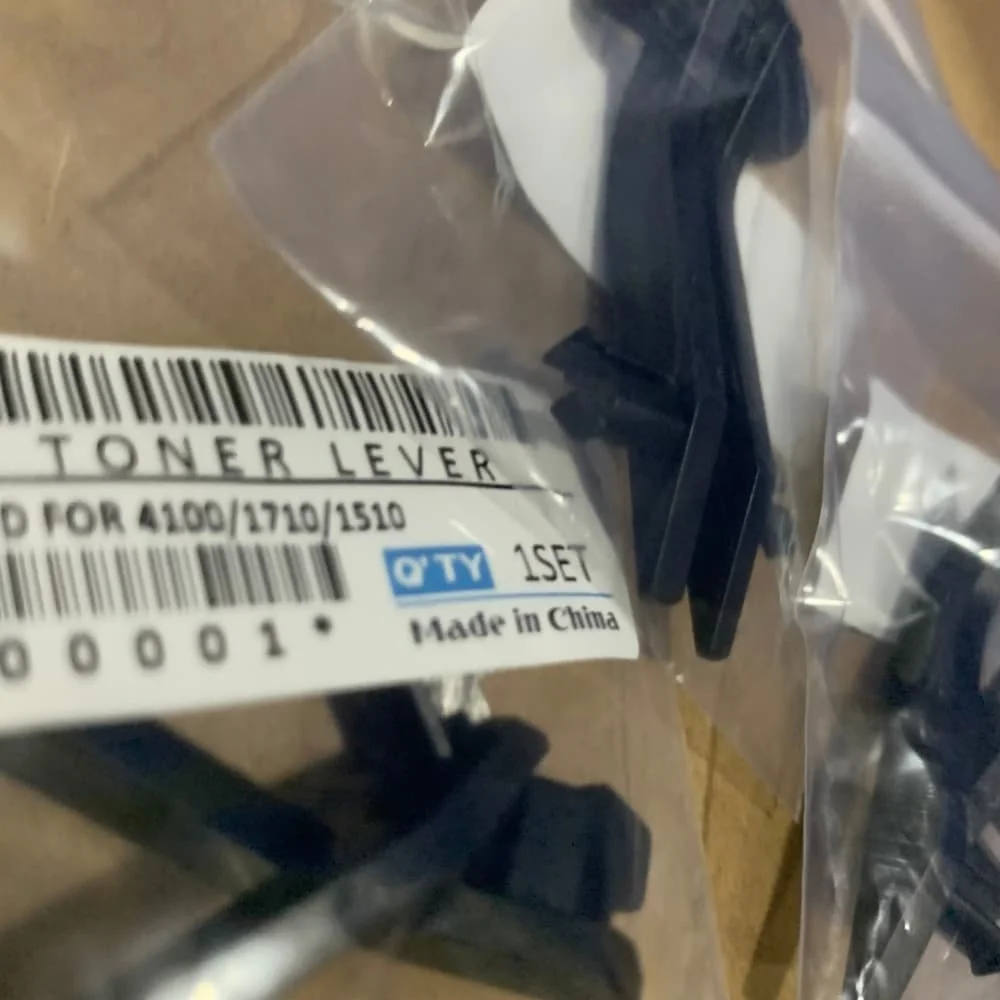 TONER LEVER
D FOR 4100/1710/1510
Q'TY 1SET
00001*
Made in China